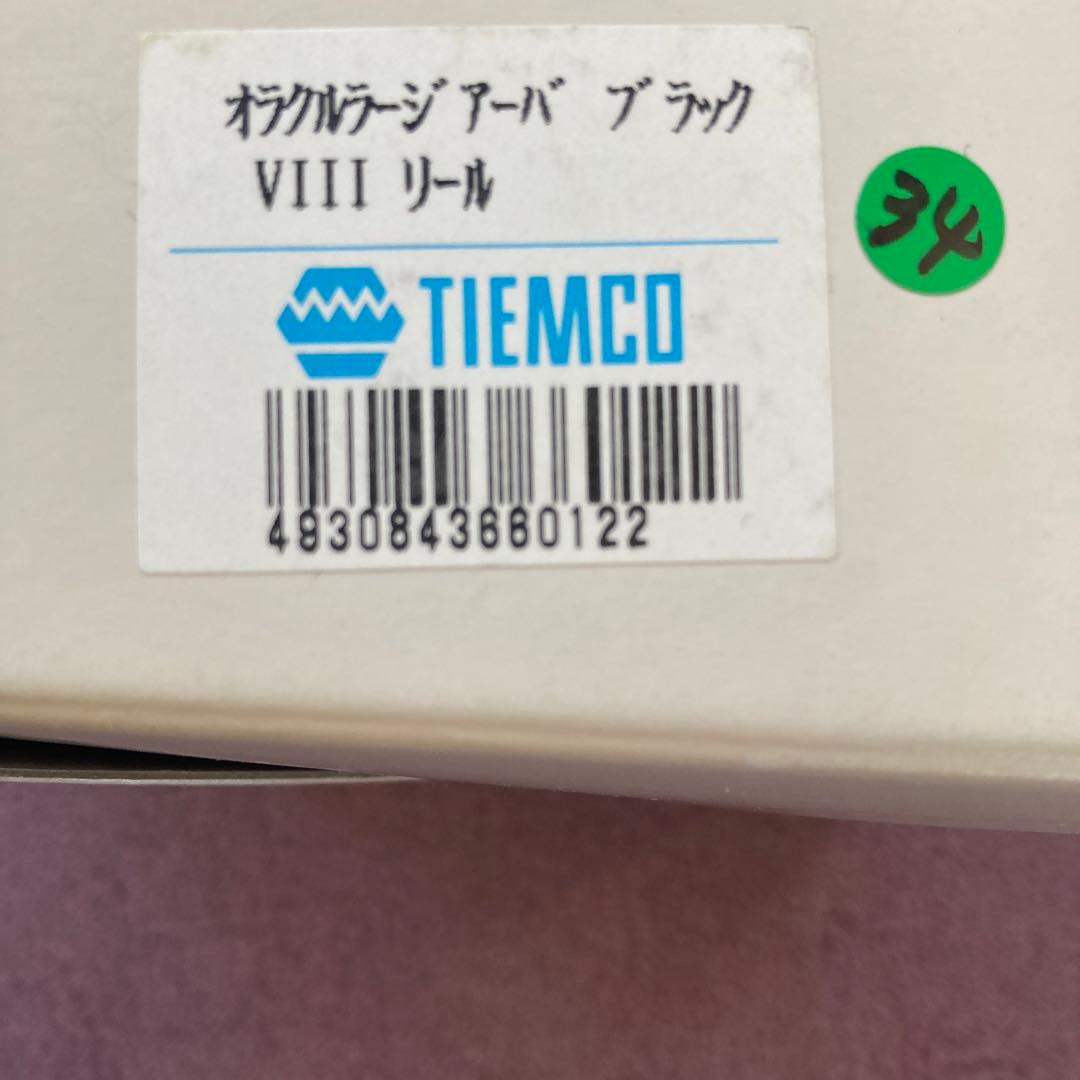 オラクルラージアーバ ブラック
VIII リール
TIEMCO
4930843660122
34